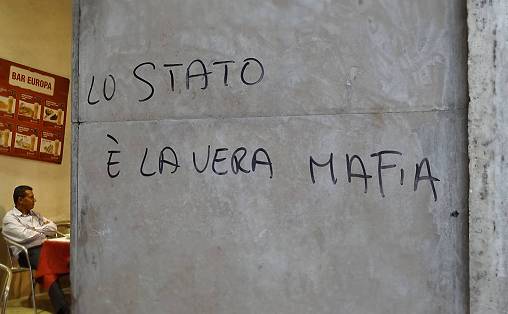 BAR EUROPA
LO STATO
È LA VERA MAFIA